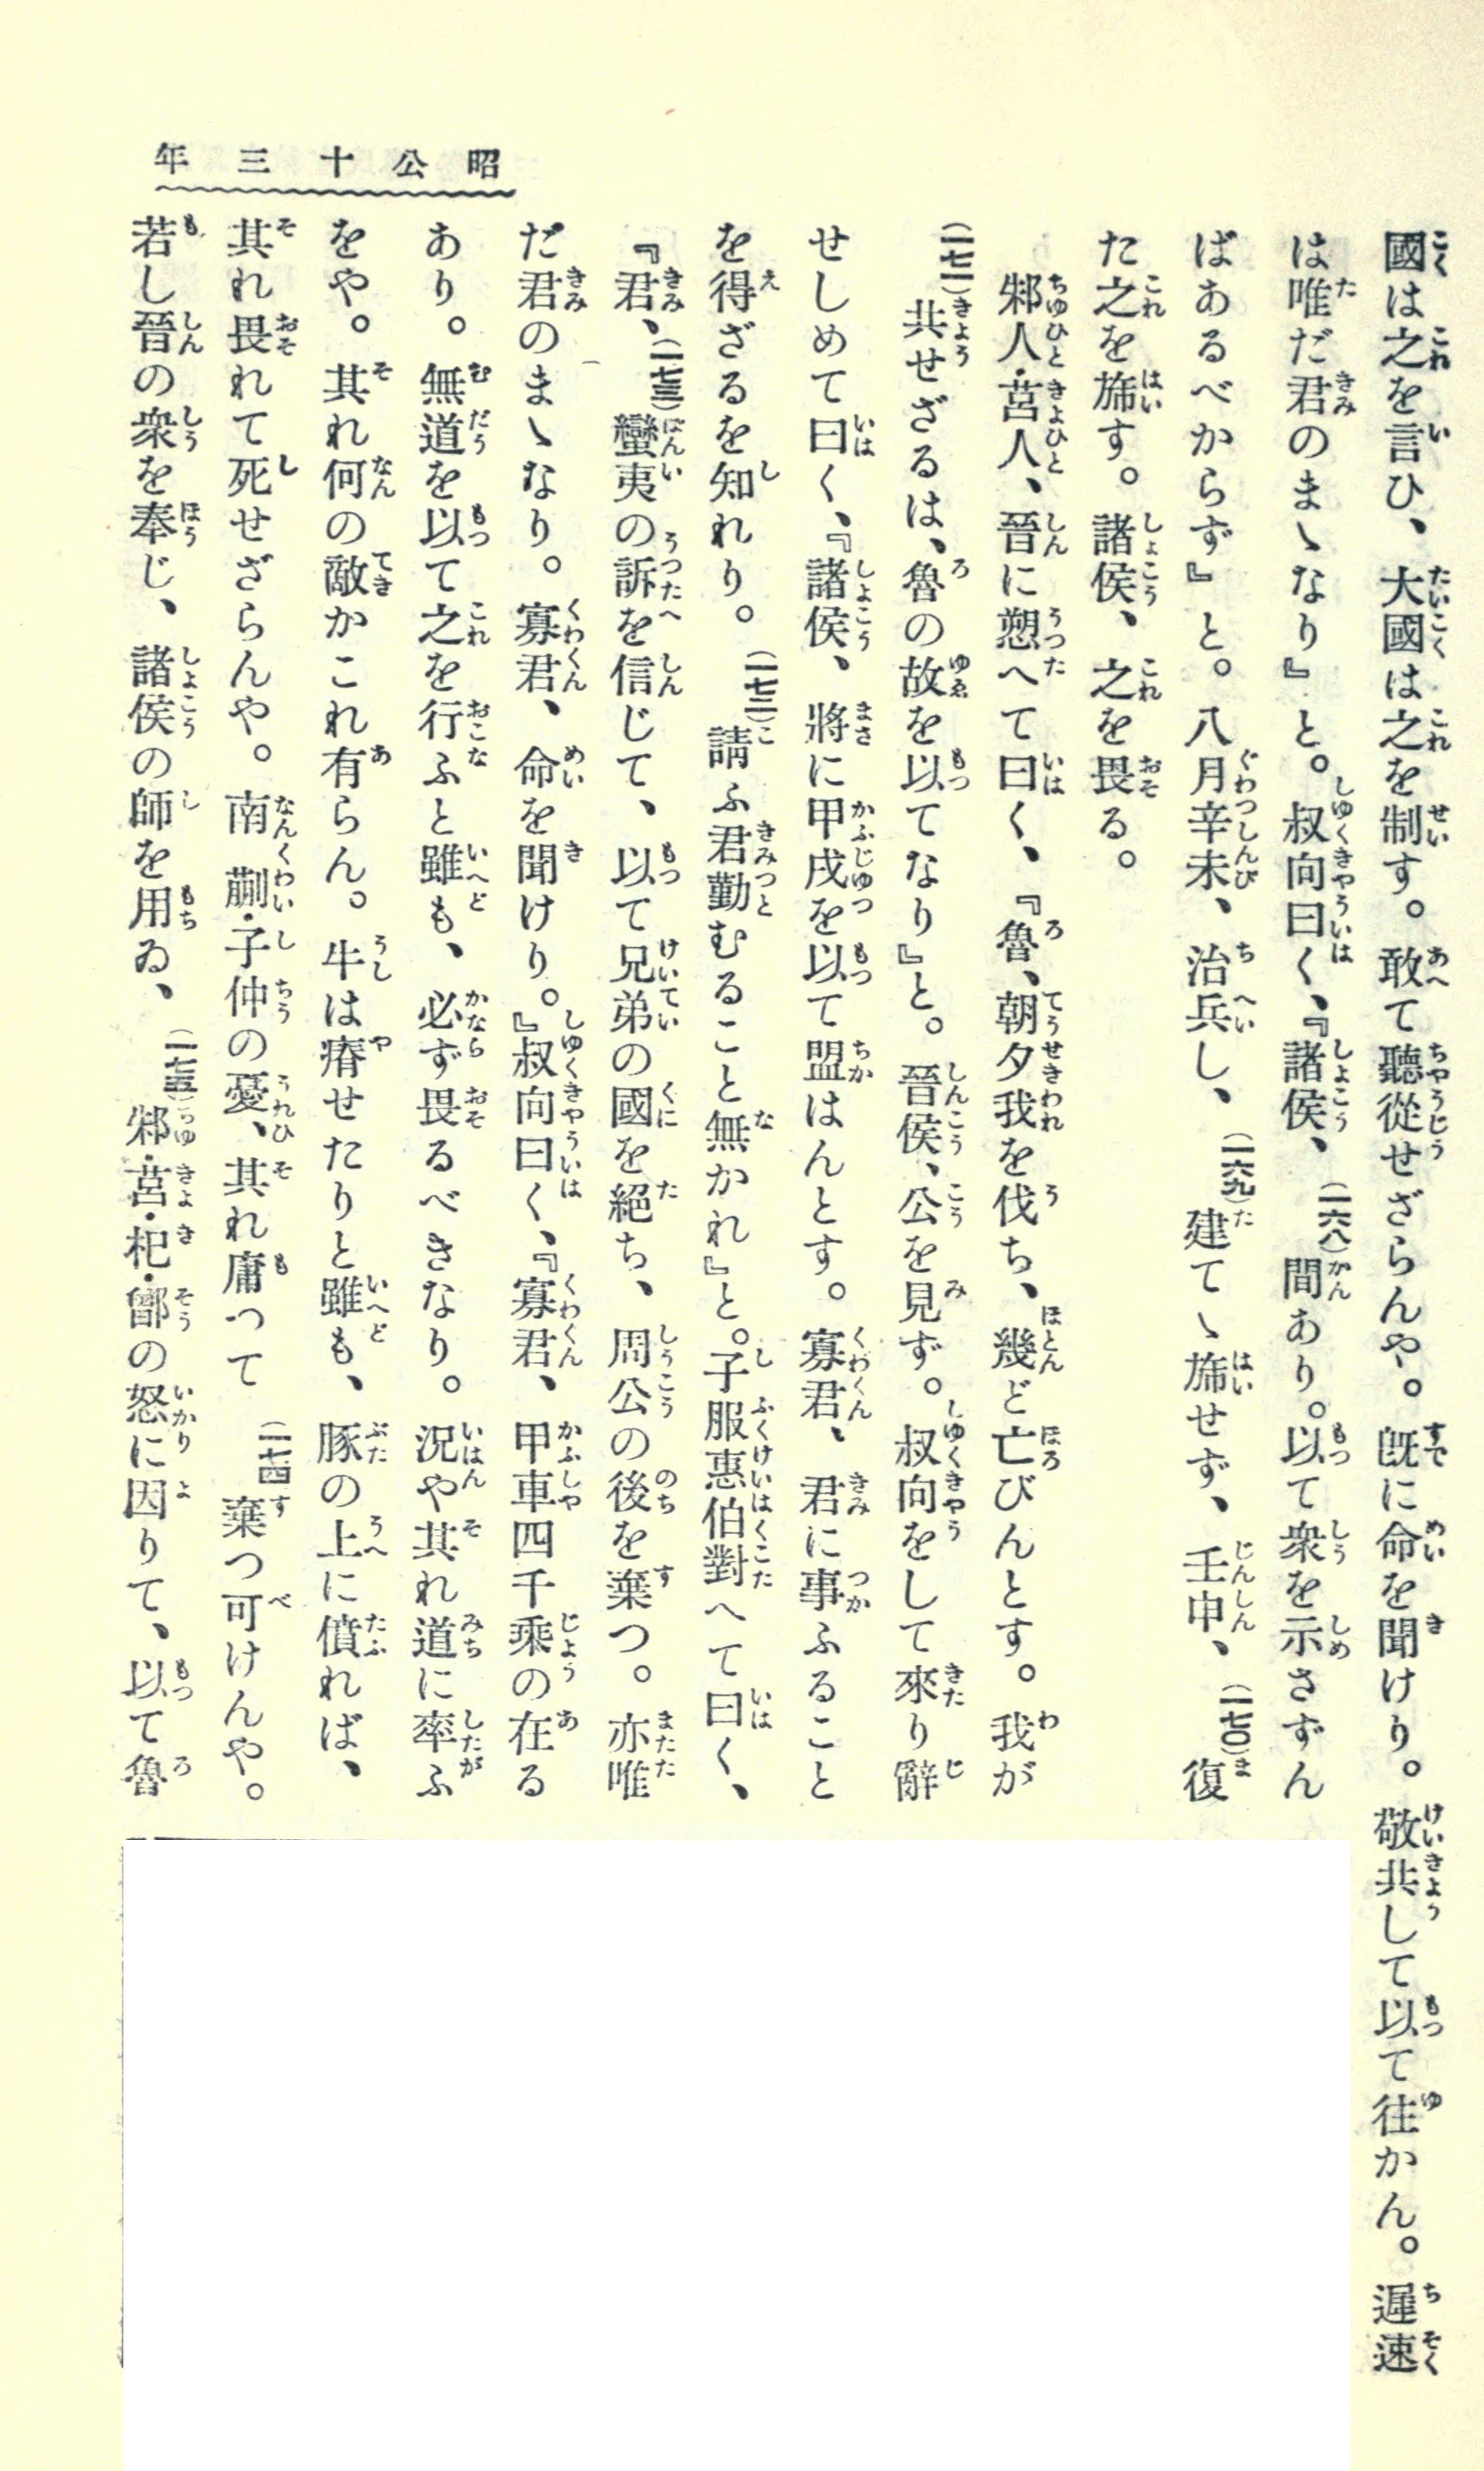 昭公十三年
國は之を言ひ、大國は之を制す。敢て聽從せざらんや。既に命を聞けり。敬共して以て往かん。遲速
は唯だ君のまゝなり』と。叔向曰く、『諸侯、(一六八)間あり。以て衆を示さずん
ばあるべからず』と。八月辛未、治兵し、(一六九)建てゝ旆せず、壬申、(一七〇)復
た之を旆す。諸侯、之を畏る。
邾人・莒人、晉に愬へて曰く、『魯、朝夕我を伐ち、幾ど亡びんとす。我が
(一七一)共せざるは、魯の故を以てなり』と。晉侯、公を見ず。叔向をして來り辭
せしめて曰く、『諸侯、將に甲戌を以て盟はんとす。寡君、君に事ふること
を得ざるを知れり。(一七二)請ふ君勤むること無かれ』と。子服惠伯對へて曰く、
『君、(一七三)蠻夷の訴を信じて、以て兄弟の國を絕ち、周公の後を棄つ。亦唯
だ君のまゝなり。寡君、命を聞けり。』叔向曰く、『寡君、甲車四千乘の在る
あり。無道を以て之を行ふと雖も、必ず畏るべきなり。況や其れ道に率ふ
をや。其れ何の敵かこれ有らん。牛は瘠せたりと雖も、豚の上に僨れば、
其れ畏れて死せざらんや。南蒯・子仲の憂、其れ庸つて(一七四)棄つ可けんや。
若し晉の衆を奉じ、諸侯の師を用ゐ、(一七五)邾・莒・杞・鄫の怒に因りて、以て魯